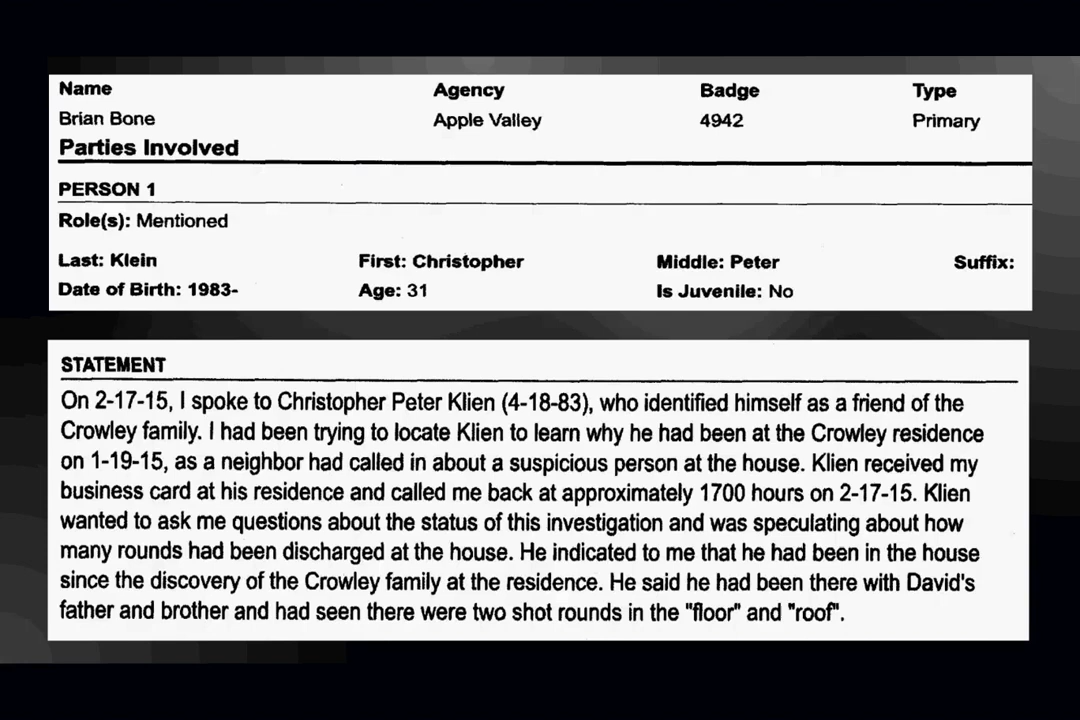 Name Agency Badge Type
Brian Bone Apple Valley 4942 Primary
Parties Involved
PERSON 1
Role(s): Mentioned
Last: Klein First: Christopher Middle: Peter Suffix:
Date of Birth: 1983- Age: 31 Is Juvenile: No
STATEMENT
On 2-17-15, I spoke to Christopher Peter Klien (4-18-83), who identified himself as a friend of the
Crowley family. I had been trying to locate Klien to learn why he had been at the Crowley residence
on 1-19-15, as a neighbor had called in about a suspicious person at the house. Klien received my
business card at his residence and called me back at approximately 1700 hours on 2-17-15. Klien
wanted to ask me questions about the status of this investigation and was speculating about how
many rounds had been discharged at the house. He indicated to me that he had been in the house
since the discovery of the Crowley family at the residence. He said he had been there with David's
father and brother and had seen there were two shot rounds in the "floor" and "roof".